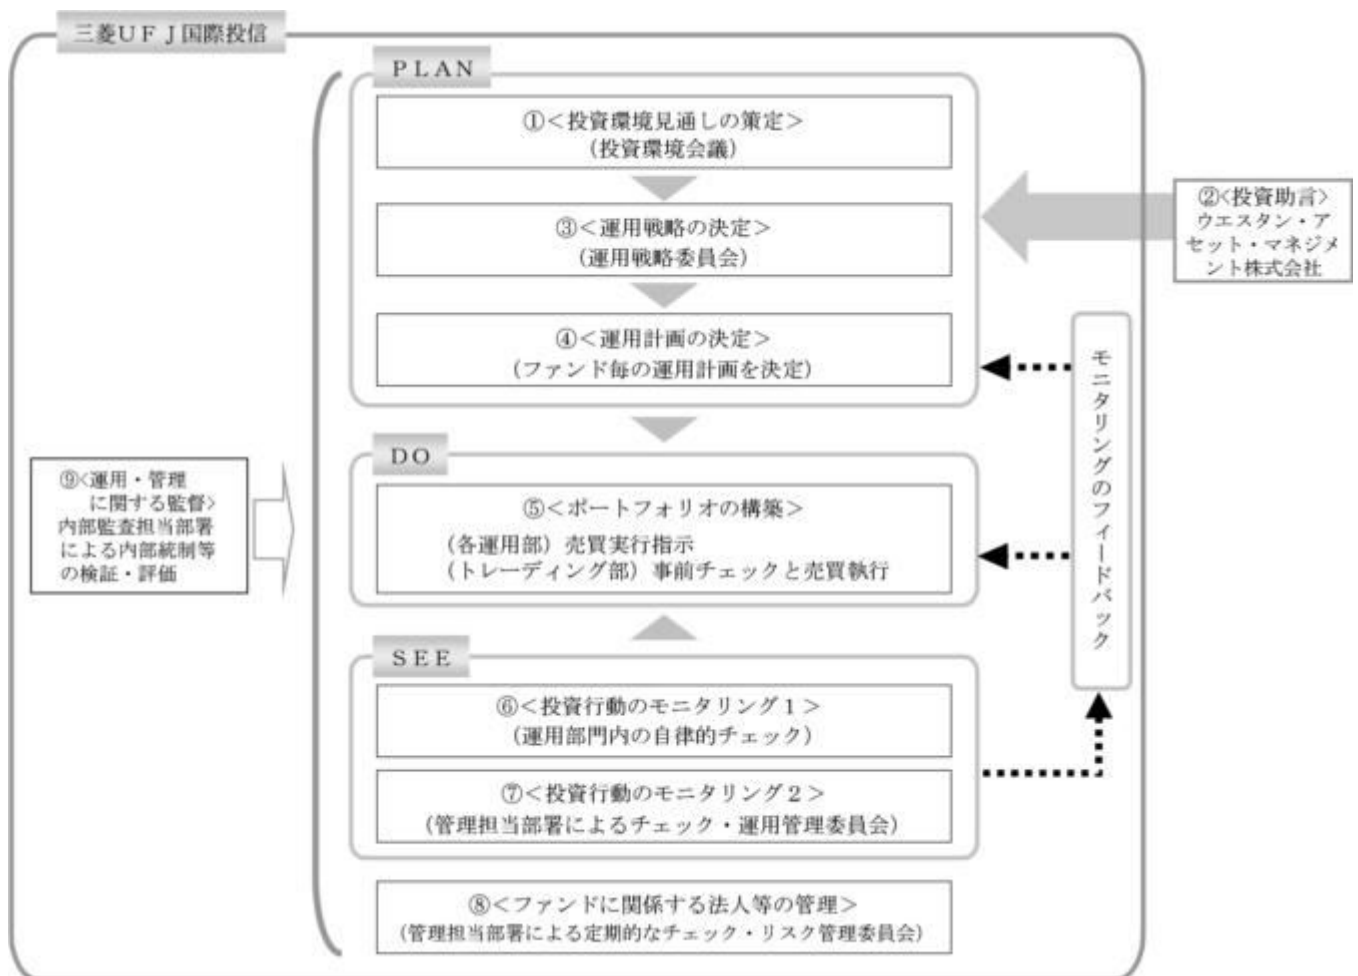 三菱ＵＦＪ国際投信
ＰＬＡＮ
①＜投資環境見通しの策定＞
（投資環境会議）
②＜投資助言＞
ウエスタン・ア
セット・マネジメ
ント株式会社
③＜運用戦略の決定＞
（運用戦略委員会）
④＜運用計画の決定＞
（ファンド毎の運用計画を決定）
モニタリングのフィードバック
ＤＯ
⑤＜ポートフォリオの構築＞
（各運用部）売買実行指示
（トレーディング部）事前チェックと売買執行
⑨＜運用・管理
に関する監督＞
内部監査担当部署
による内部統制等
の検証・評価
ＳＥＥ
⑥＜投資行動のモニタリング１＞
（運用部門内の自律的チェック）
⑦＜投資行動のモニタリング２＞
（管理担当部署によるチェック・運用管理委員会）
⑧＜ファンドに関係する法人等の管理＞
（管理担当部署による定期的なチェック・リスク管理委員会）